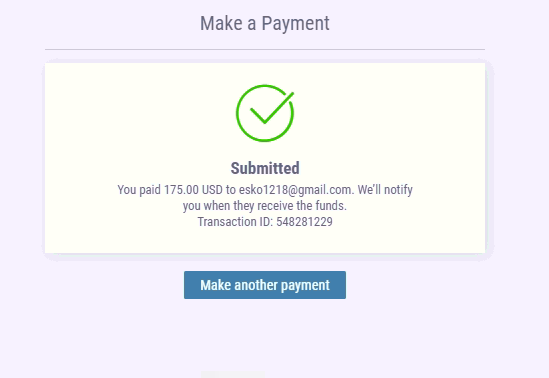 Make a Payment
Submitted
You paid 175.00 USD to esko1218@gmail.com. We'll notify
you when they receive the funds.
Transaction ID: 548281229
Make another payment